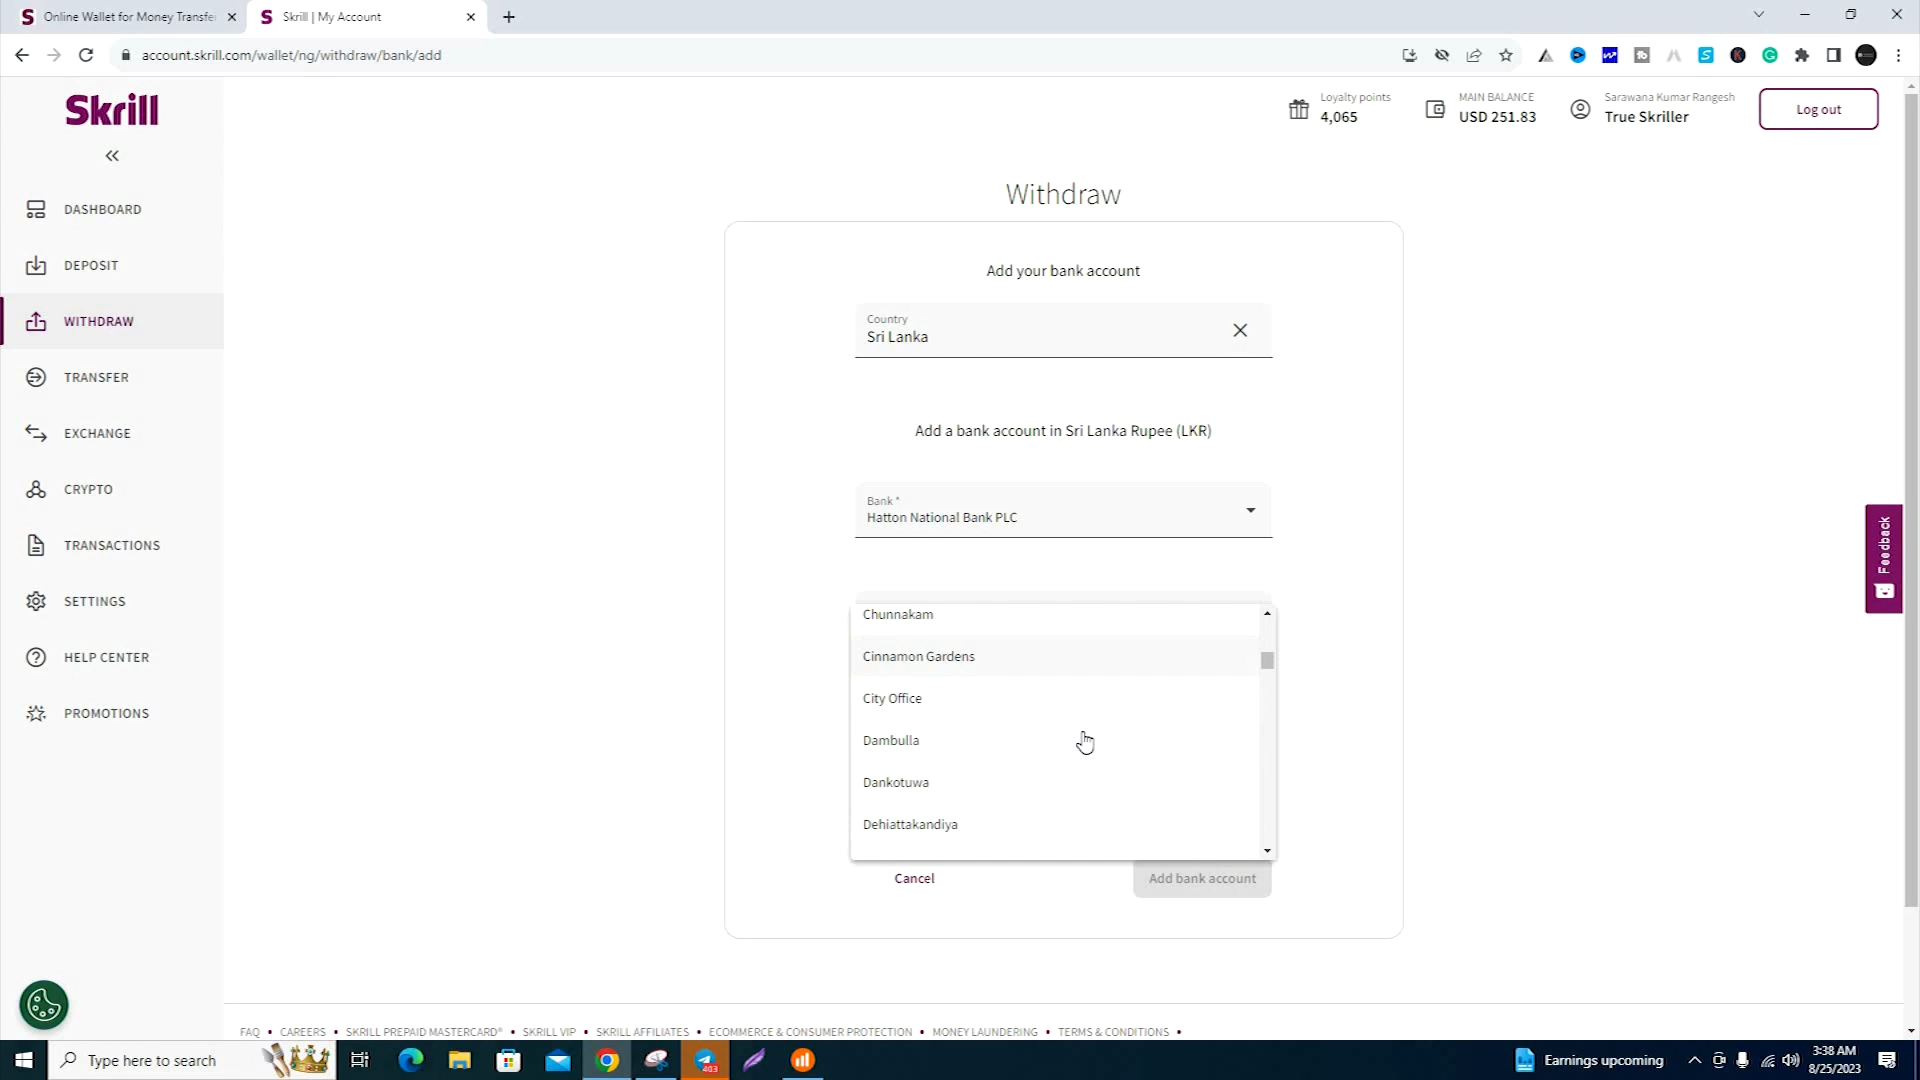 Online Wallet for Money Transfe
Skrill | My Account
account.skrill.com/wallet/ng/withdraw/bank/add
Skrill
Loyalty points
4,065
MAIN BALANCE
USD 251.83
Sarawana Kumar Rangesh
True Skriller
Log out
DASHBOARD
DEPOSIT
WITHDRAW
TRANSFER
EXCHANGE
CRYPTO
TRANSACTIONS
SETTINGS
HELP CENTER
PROMOTIONS
Withdraw
Add your bank account
Country
Sri Lanka
Add a bank account in Sri Lanka Rupee (LKR)
Bank *
Hatton National Bank PLC
Chunnakam
Cinnamon Gardens
City Office
Dambulla
Dankotuwa
Dehiattakandiya
Cancel
Add bank account
Feedback
FAQ • CAREERS • SKRILL PREPAID MASTERCARD® • SKRILL VIP • SKRILL AFFILIATES • ECOMMERCE & CONSUMER PROTECTION • MONEY LAUNDERING • TERMS & CONDITIONS •
Type here to search
403
Earnings upcoming
3:38 AM
8/25/2023